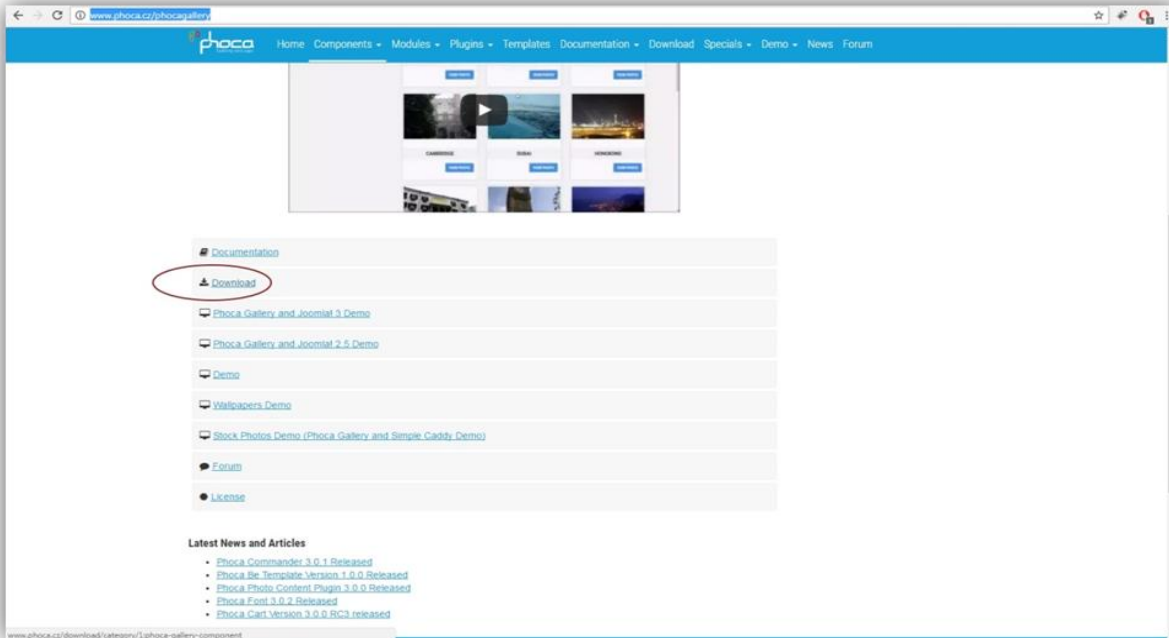 www.phoca.cz/phocagallery
phoca
Home Components Modules Plugins Templates Documentation Download Specials Demo News Forum
CAMBRIDGE DUBAI HONGKONG
Documentation
Download
Phoca Gallery and Joomla! 3 Demo
Phoca Gallery and Joomla! 2.5 Demo
Demo
Wallpapers Demo
Stock Photos Demo (Phoca Gallery and Simple Caddy Demo)
Forum
License
Latest News and Articles
Phoca Commander 3.0.1 Released
Phoca Be Template Version 1.0.0 Released
Phoca Photo Content Plugin 3.0.0 Released
Phoca Font 3.0.2 Released
Phoca Cart Version 3.0.0 RC3 released
www.phoca.cz/download/category/1:phoca-gallery-component